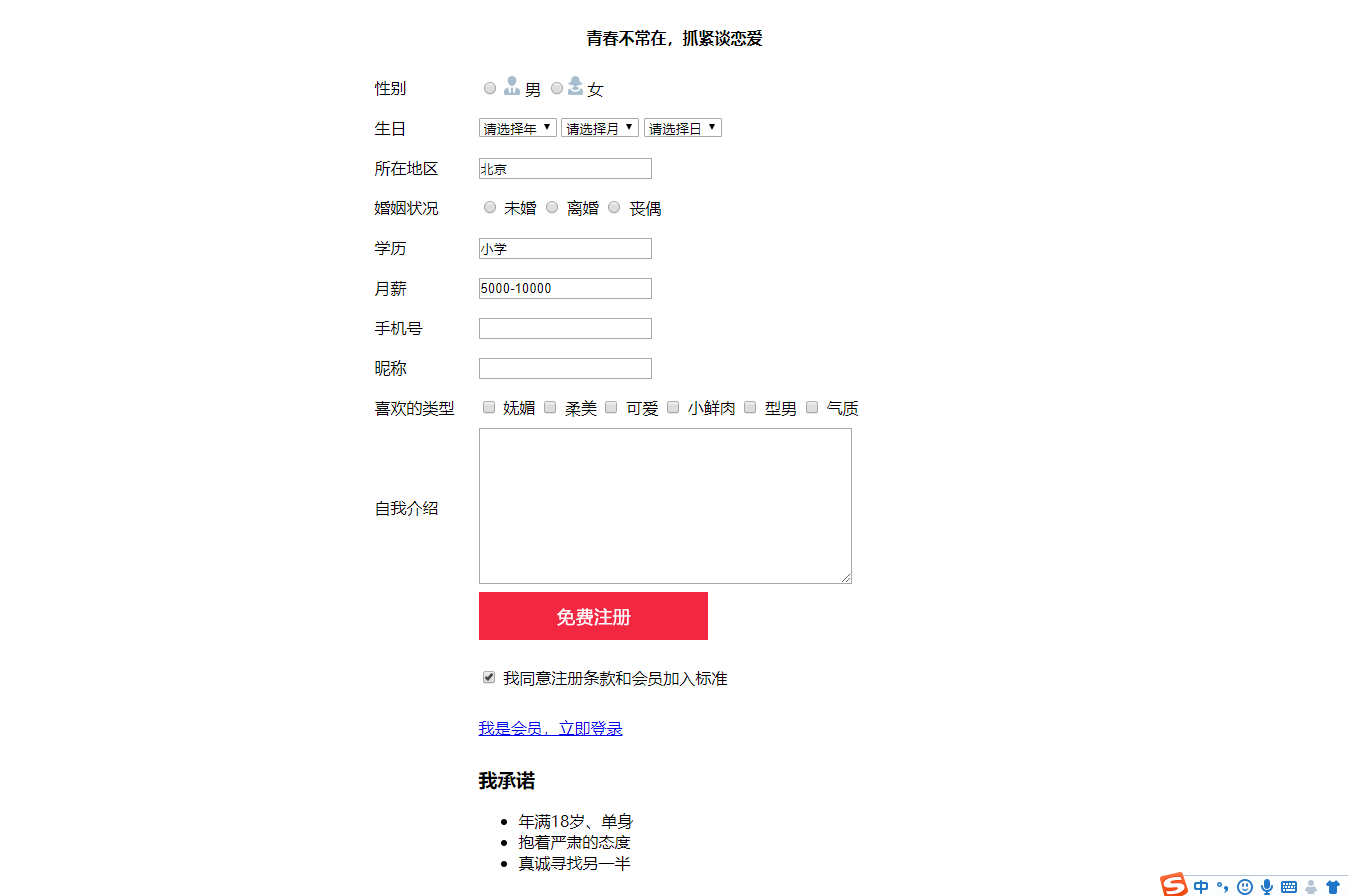 青春不常在，抓紧谈恋爱
性别 男 女
生日 请选择年 请选择月 请选择日
所在地区 北京
婚姻状况 未婚 离婚 丧偶
学历 小学
月薪 5000-10000
手机号
昵称
喜欢的类型 妩媚 柔美 可爱 小鲜肉 型男 气质
自我介绍
免费注册
我同意注册条款和会员加入标准
我是会员，立即登录
我承诺
年满18岁、单身
抱着严肃的态度
真诚寻找另一半
S 中